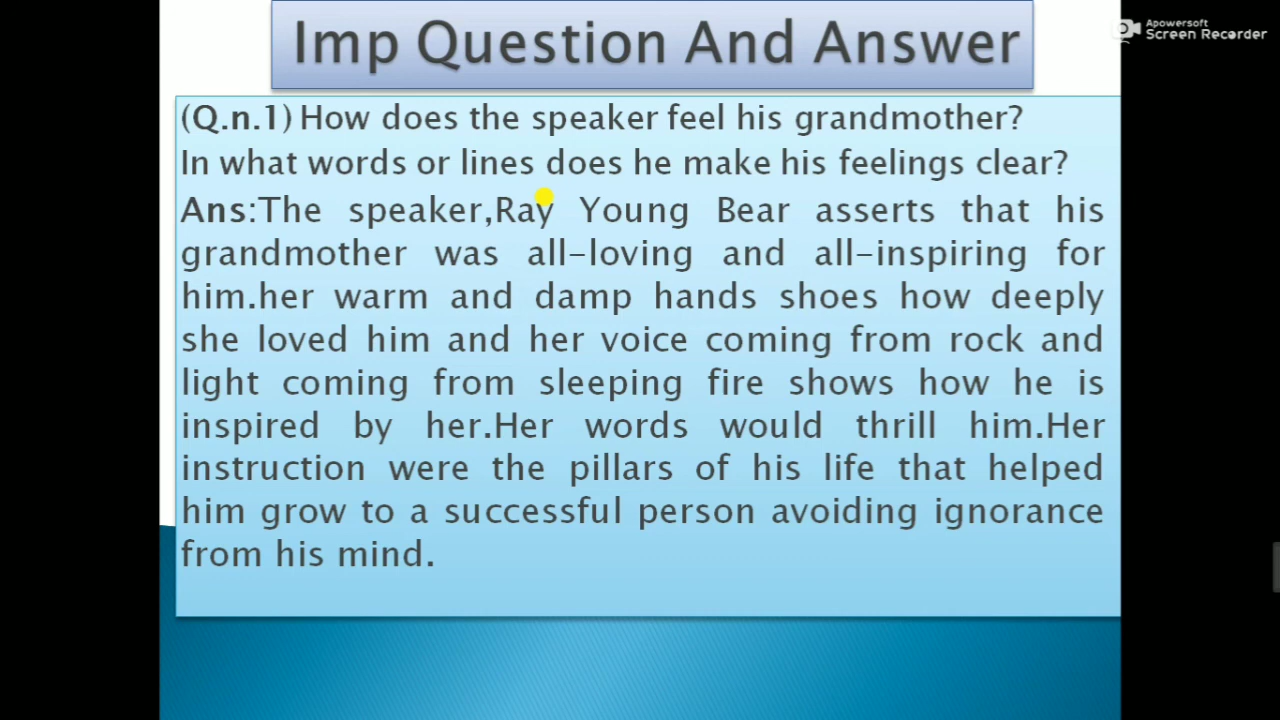 Imp Question And Answer
Apowersoft
Screen Recorder
(Q.n.1) How does the speaker feel his grandmother?
In what words or lines does he make his feelings clear?
Ans:The speaker,Ray Young Bear asserts that his
grandmother was all-loving and all-inspiring for
him.her warm and damp hands shoes how deeply
she loved him and her voice coming from rock and
light coming from sleeping fire shows how he is
inspired by her.Her words would thrill him.Her
instruction were the pillars of his life that helped
him grow to a successful person avoiding ignorance
from his mind.